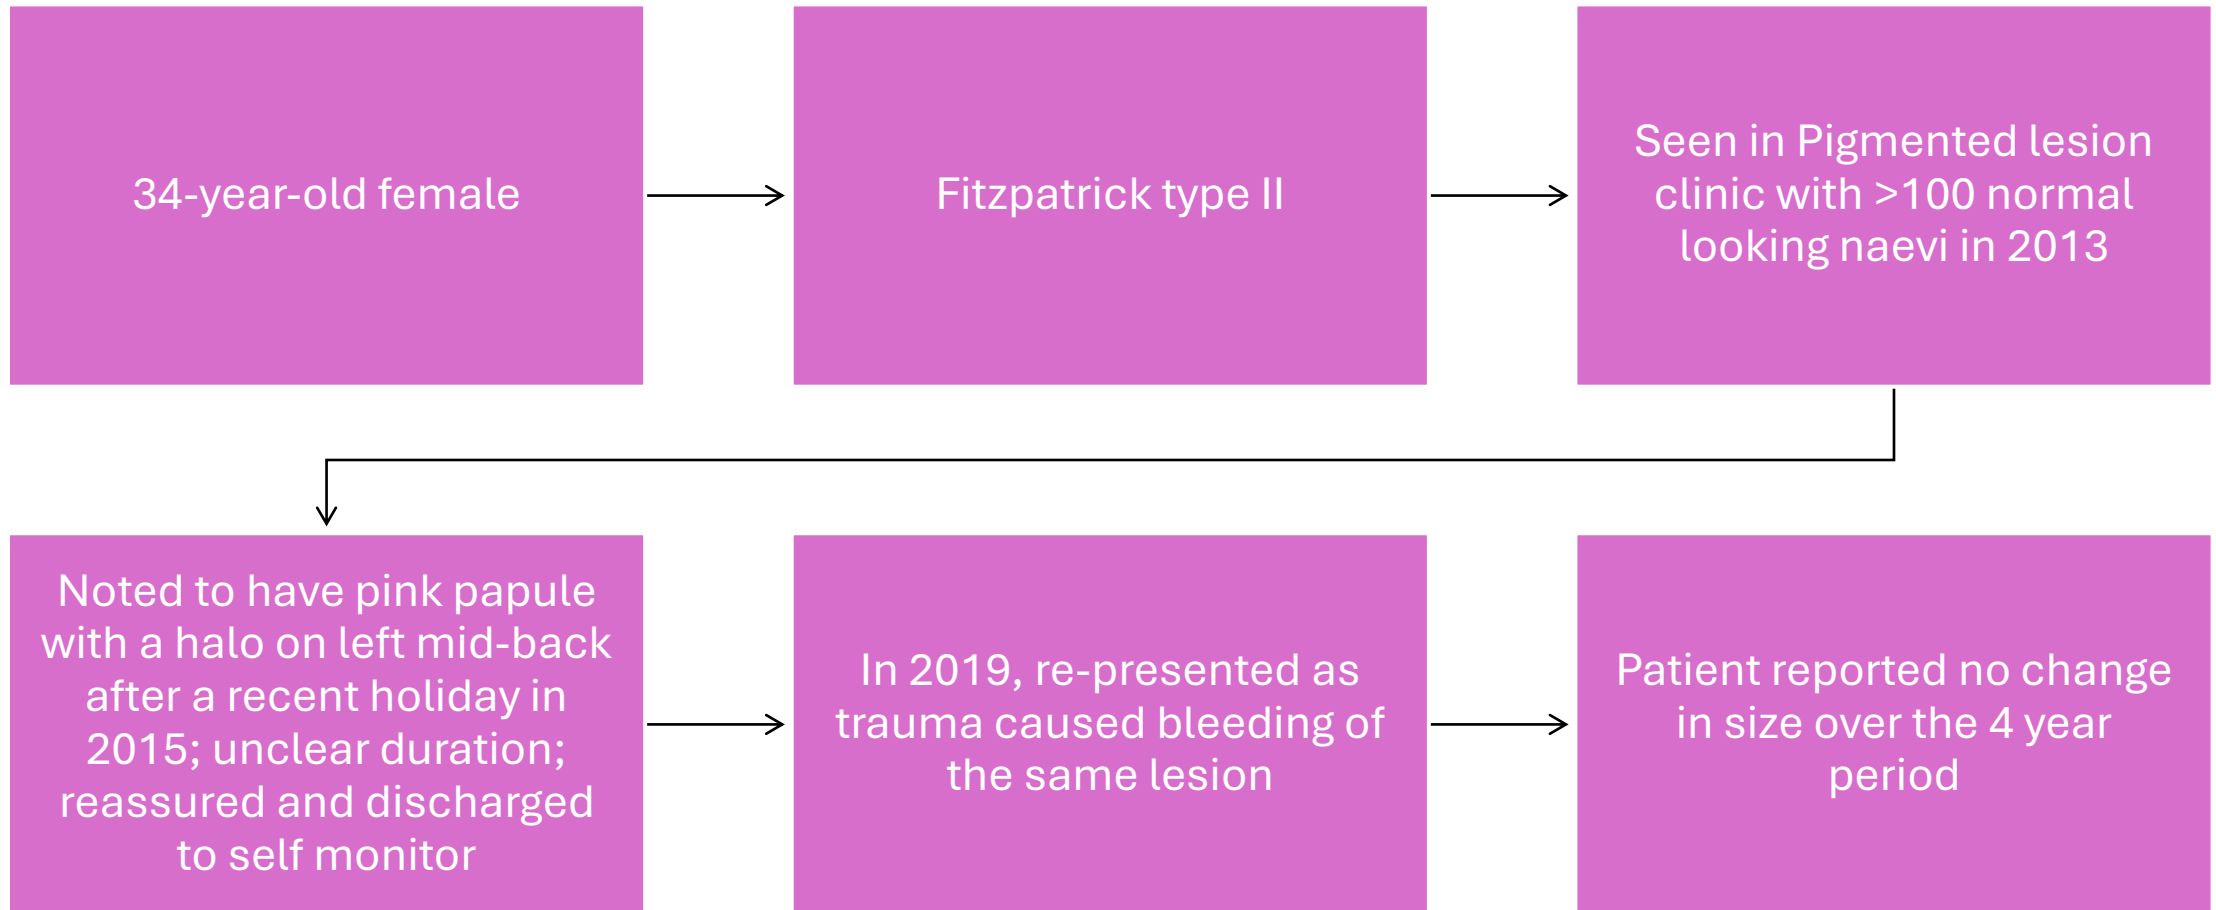 34-year-old female
Fitzpatrick type II
Seen in Pigmented lesion
clinic with >100 normal
looking naevi in 2013
Noted to have pink papule
with a halo on left mid-back
after a recent holiday in
2015; unclear duration;
reassured and discharged
to self monitor
In 2019, re-presented as
trauma caused bleeding of
the same lesion
Patient reported no change
in size over the 4 year
period